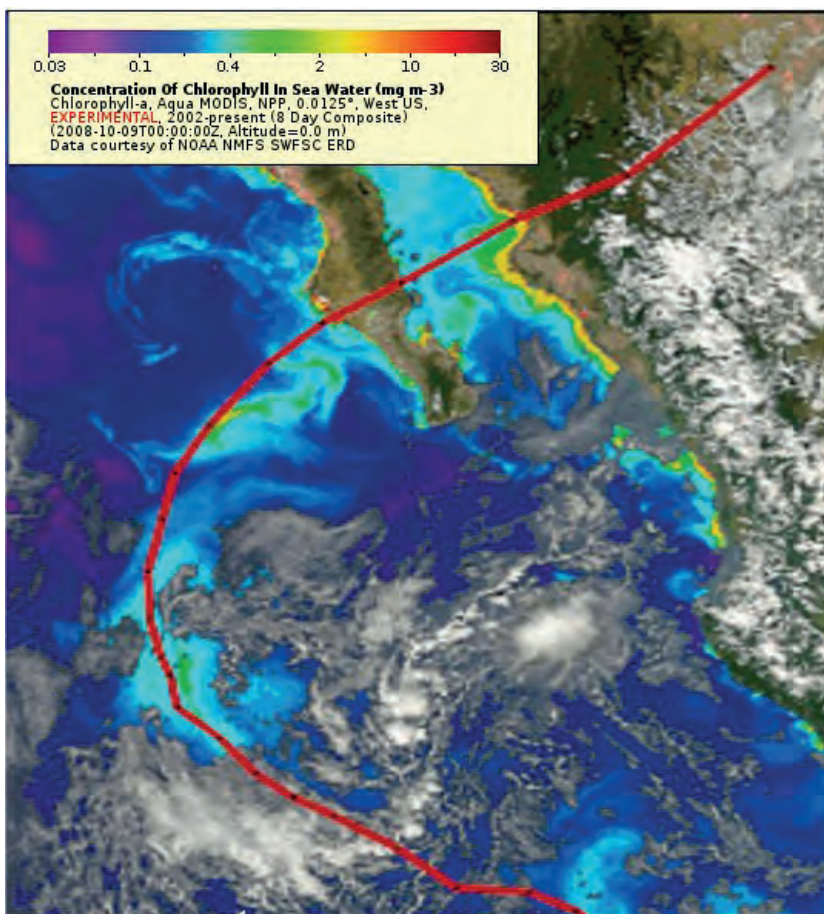 0.03 0.1 0.4 2 10 30
Concentration Of Chlorophyll In Sea Water (mg m-3)
Chlorophyll-a, Aqua MODIS, NPP, 0.0125°, West US,
EXPERIMENTAL, 2002-present (8 Day Composite)
(2008-10-09T00:00:00Z, Altitude=0.0 m)
Data courtesy of NOAA NMFS SWFSC ERD